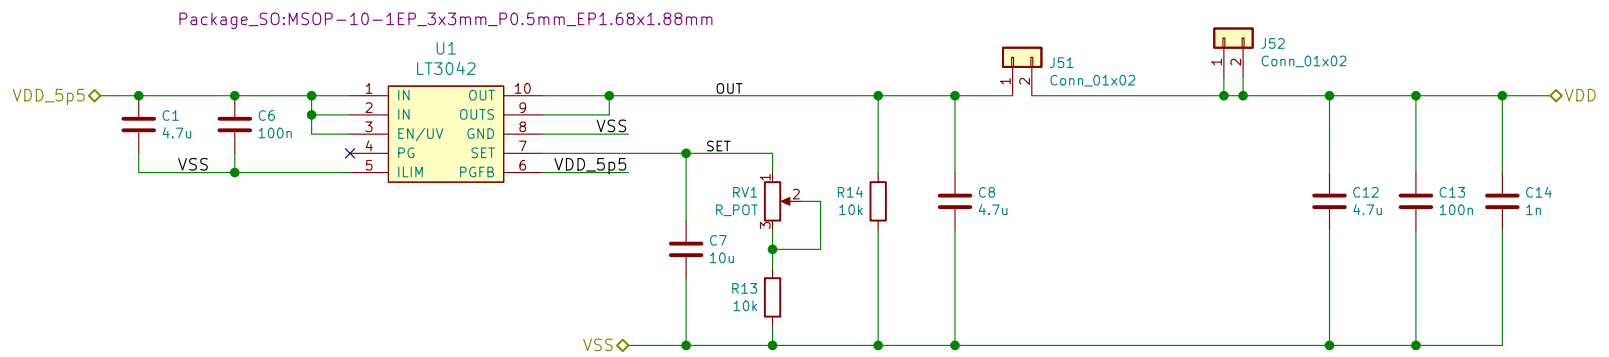 Package_SO:MSOP-10-1EP_3x3mm_P0.5mm_EP1.68x1.88mm
U1
LT3042
VDD_5p5
C1
4.7u
C6
100n
VSS
1 IN OUT 10
2 IN OUTS 9
3 EN/UV GND 8
4 PG SET 7
5 ILIM PGFB 6
OUT
VSS
SET
VDD_5p5
J51
Conn_01x02
1 2
J52
Conn_01x02
1 2
VDD
RV1
R_POT
1
2
3
R14
10k
C8
4.7u
C12
4.7u
C13
100n
C14
1n
C7
10u
R13
10k
VSS